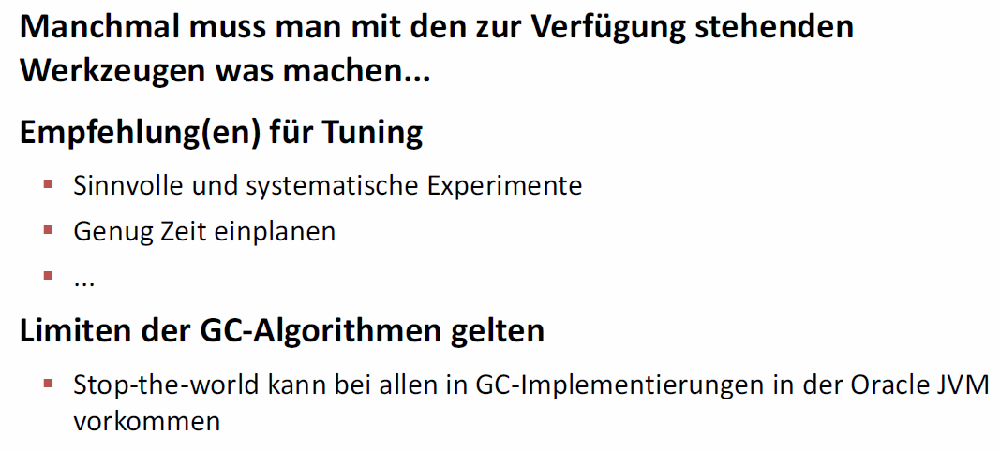 Manchmal muss man mit den zur Verfügung stehenden
Werkzeugen was machen...
Empfehlung(en) für Tuning
▪ Sinnvolle und systematische Experimente
▪ Genug Zeit einplanen
▪ ...
Limiten der GC-Algorithmen gelten
▪ Stop-the-world kann bei allen in GC-Implementierungen in der Oracle JVM
vorkommen